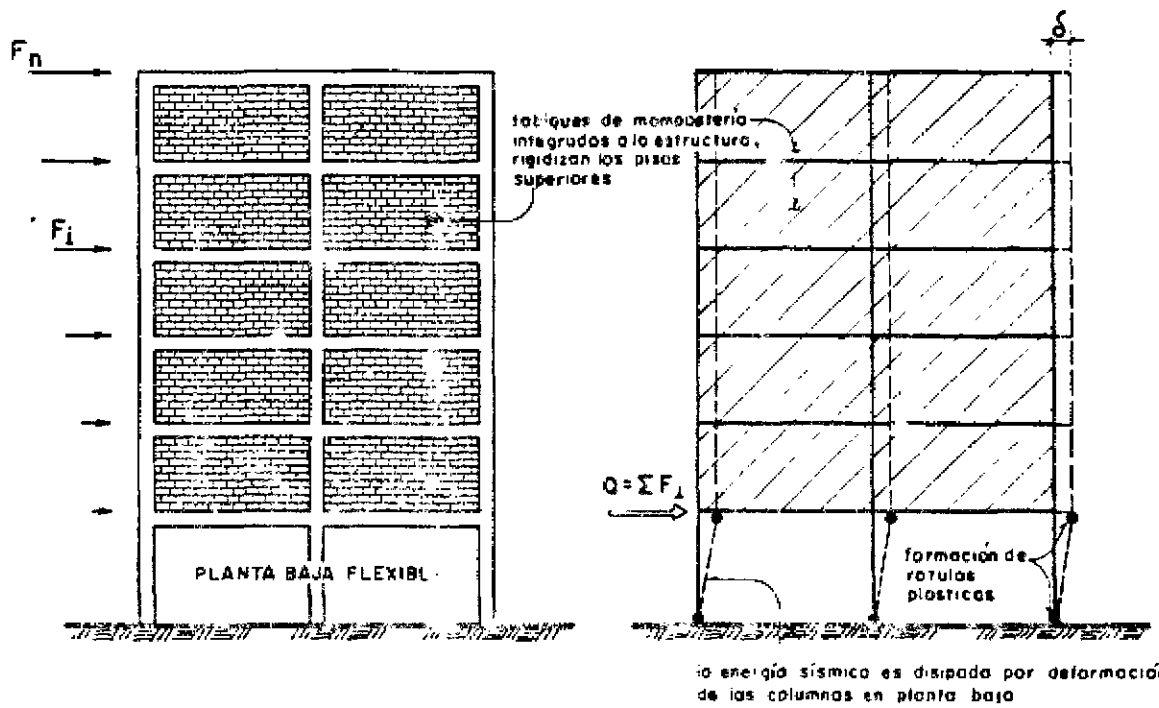 Fn
Fi
tabiques de mampostería
integrados a la estructura,
rigidizan los pisos
superiores
PLANTA BAJA FLEXIBL
δ
Q = Σ Fi
formación de
rotulas
plasticas
la energía sísmica es disipada por deformación
de las columnas en planta baja